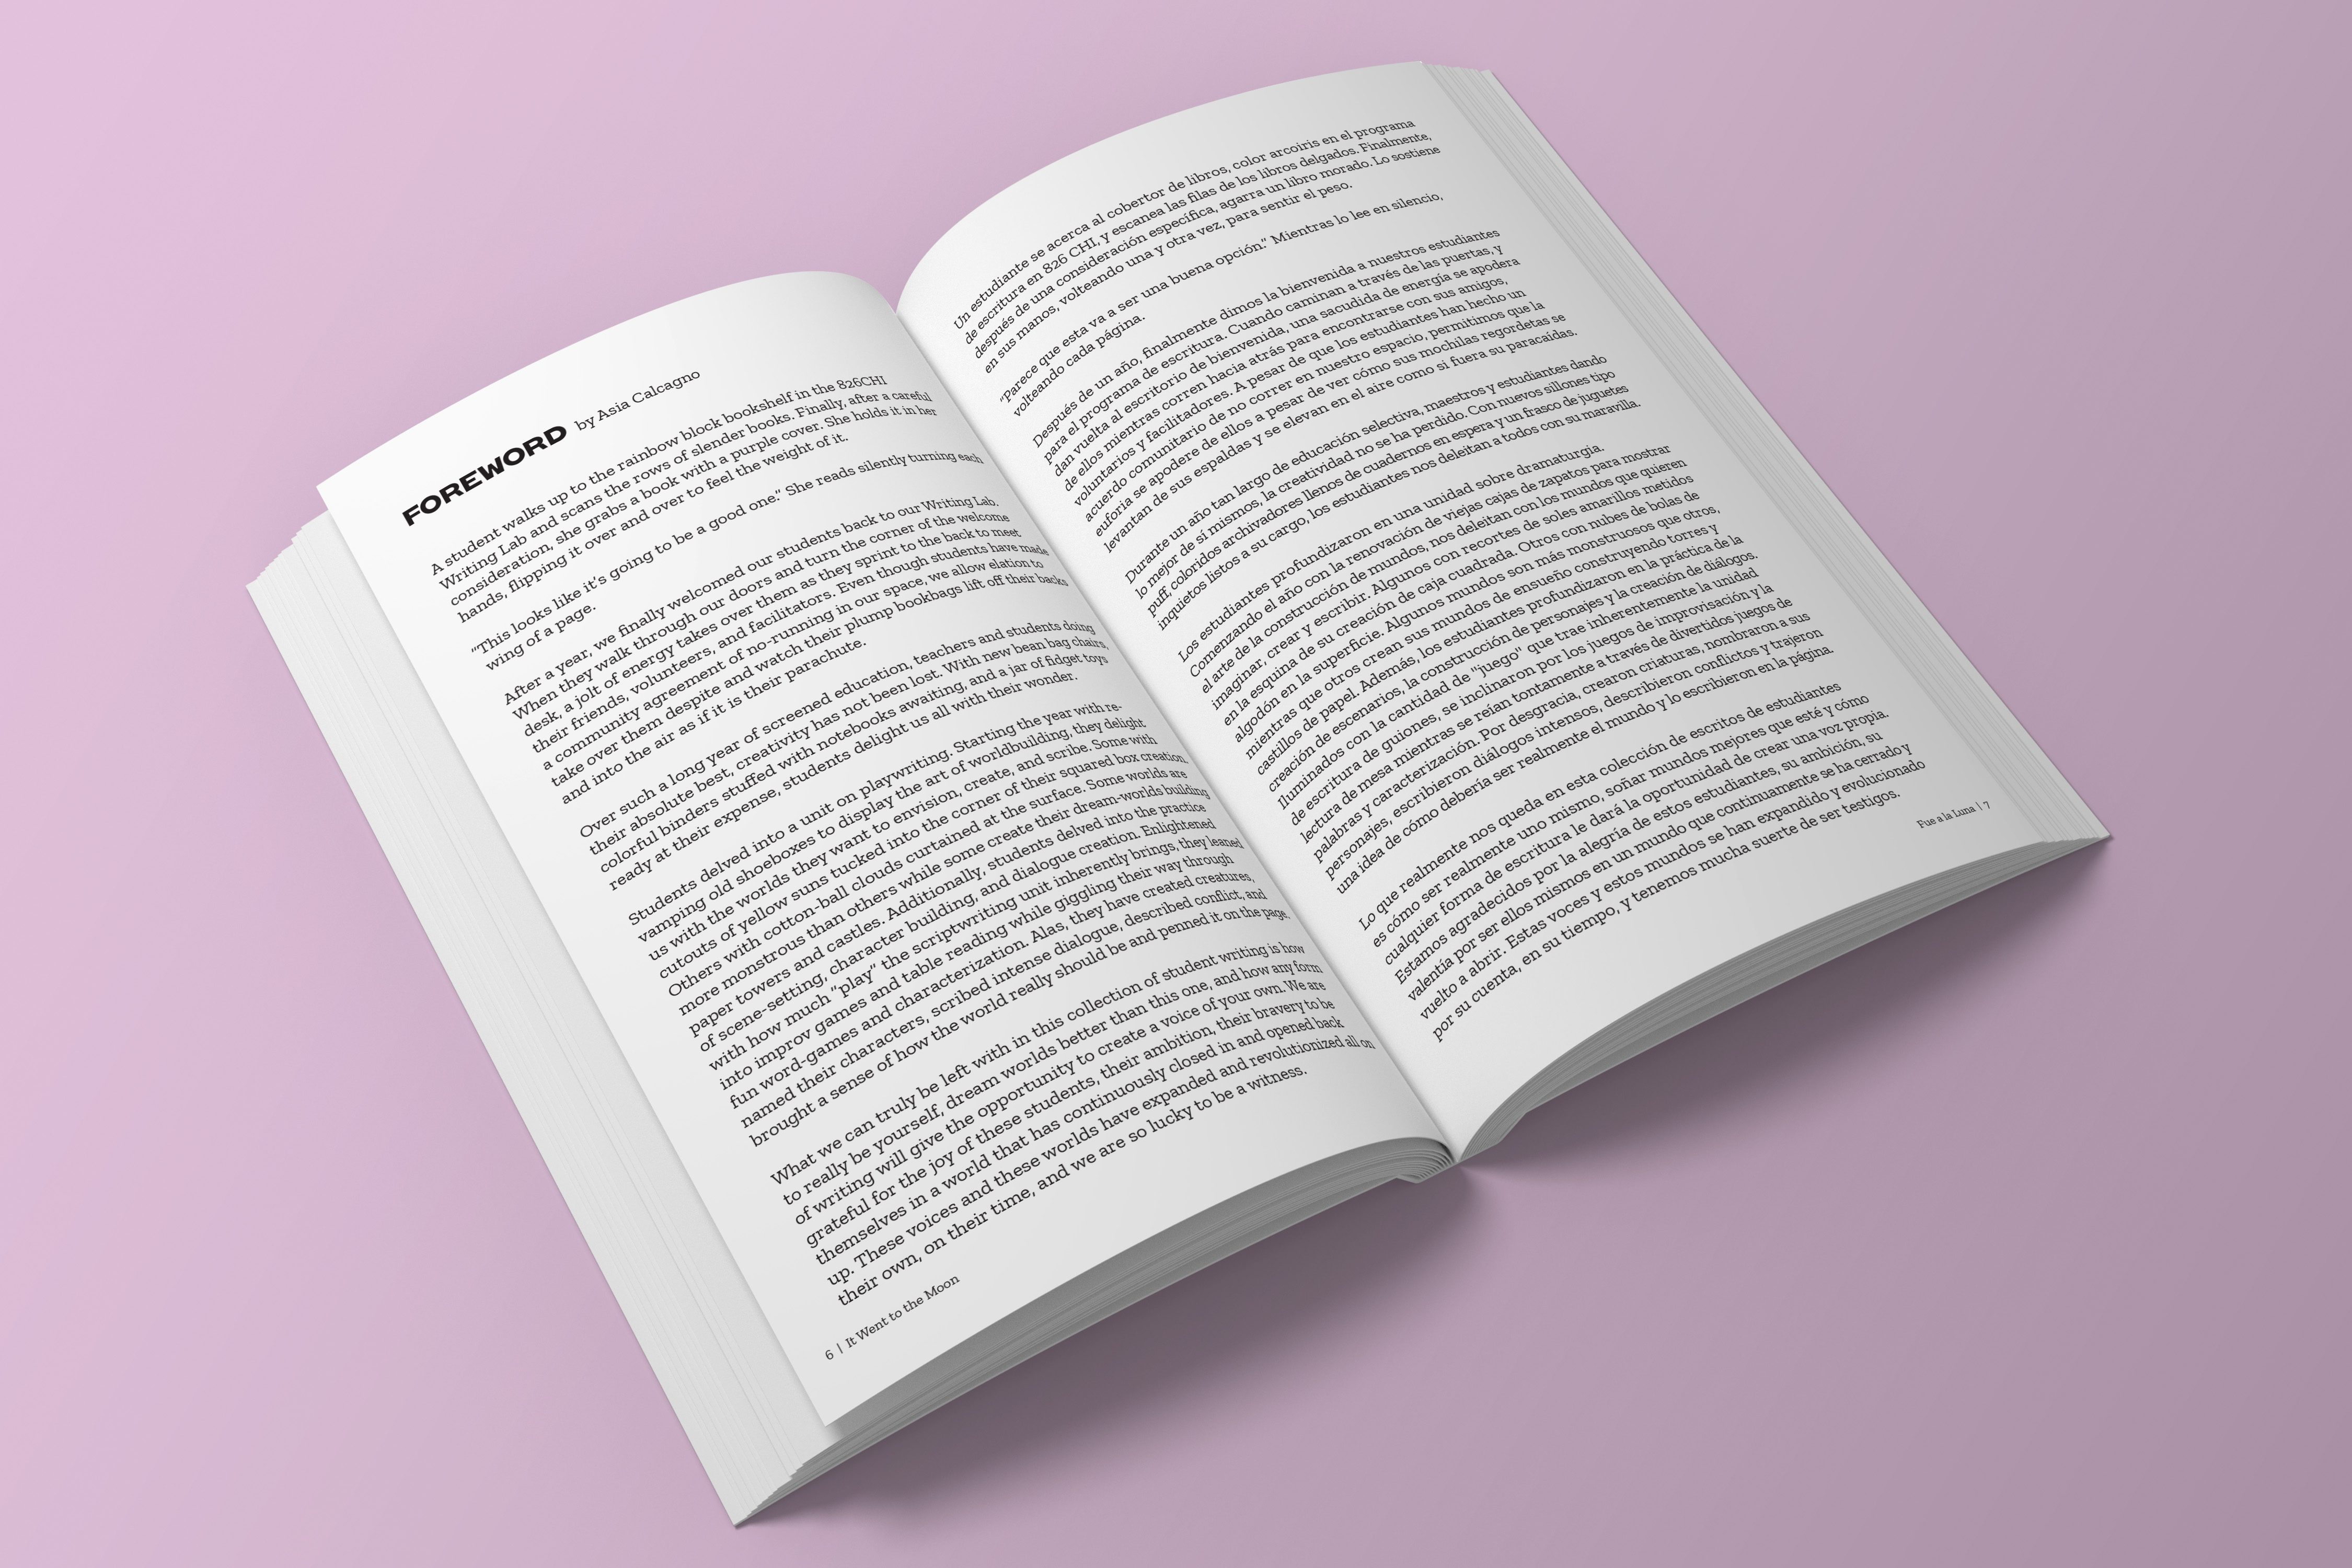 FOREWORD by Asia Calcagno
A student walks up to the rainbow block bookshelf in the 826CHI
Writing Lab and scans the rows of slender books. Finally, after a careful
consideration, she grabs a book with a purple cover. She holds it in her
hands, flipping it over and over to feel the weight of it.
"This looks like it's going to be a good one." She reads silently turning each
wing of a page.
After a year, we finally welcomed our students back to our Writing Lab.
When they walk through our doors and turn the corner of the welcome
desk, a jolt of energy takes over them as they sprint to the back to meet
their friends, volunteers, and facilitators. Even though students have made
a community agreement of no-running in our space, we allow elation to
take over them despite and watch their plump bookbags lift off their backs
and into the air as if it is their parachute.
Over such a long year of screened education, teachers and students doing
their absolute best, creativity has not been lost. With new bean bag chairs,
colorful binders stuffed with notebooks awaiting, and a jar of fidget toys
ready at their expense, students delight us all with their wonder.
Students delved into a unit on playwriting. Starting the year with re-
vamping old shoeboxes to display the art of worldbuilding, they delight
us with the worlds they want to envision, create, and scribe. Some with
cutouts of yellow suns tucked into the corner of their squared box creation.
Others with cotton-ball clouds curtained at the surface. Some worlds are
more monstrous than others while some create their dream-worlds building
paper towers and castles. Additionally, students delved into the practice
of scene-setting, character building, and dialogue creation. Enlightened
with how much "play" the scriptwriting unit inherently brings, they leaned
into improv games and table reading while giggling their way through
fun word-games and characterization. Alas, they have created creatures,
named their characters, scribed intense dialogue, described conflict, and
brought a sense of how the world really should be and penned it on the page.
What we can truly be left with in this collection of student writing is how
to really be yourself, dream worlds better than this one, and how any form
of writing will give the opportunity to create a voice of your own. We are
grateful for the joy of these students, their ambition, their bravery to be
themselves in a world that has continuously closed in and opened back
up. These voices and these worlds have expanded and revolutionized all on
their own, on their time, and we are so lucky to be a witness.
6 | It Went to the Moon
Un estudiante se acerca al cobertor de libros, color arcoiris en el programa
de escritura en 826 CHI, y escanea las filas de los libros delgados. Finalmente,
después de una consideración específica, agarra un libro morado. Lo sostiene
en sus manos, volteando una y otra vez, para sentir el peso.
"Parece que esta va a ser una buena opción." Mientras lo lee en silencio,
volteando cada página.
Después de un año, finalmente dimos la bienvenida a nuestros estudiantes
para el programa de escritura. Cuando caminan a través de las puertas, y
dan vuelta al escritorio de bienvenida, una sacudida de energía se apodera
de ellos mientras corren hacia atrás para encontrarse con sus amigos,
voluntarios y facilitadores. A pesar de que los estudiantes han hecho un
acuerdo comunitario de no correr en nuestro espacio, permitimos que la
euforia se apodere de ellos a pesar de ver cómo sus mochilas regordetas se
levantan de sus espaldas y se elevan en el aire como si fuera su paracaídas.
Durante un año tan largo de educación selectiva, maestros y estudiantes dando
lo mejor de sí mismos, la creatividad no se ha perdido. Con nuevos sillones tipo
puff, coloridos archivadores llenos de cuadernos en espera y un frasco de juguetes
inquietos listos a su cargo, los estudiantes nos deleitan a todos con su maravilla.
Los estudiantes profundizaron en una unidad sobre dramaturgia.
Comenzando el año con la renovación de viejas cajas de zapatos para mostrar
el arte de la construcción de mundos, nos deleitan con los mundos que quieren
imaginar, crear y escribir. Algunos con recortes de soles amarillos metidos
en la esquina de su creación de caja cuadrada. Otros con nubes de bolas de
algodón en la superficie. Algunos mundos son más monstruosos que otros,
mientras que otros crean sus mundos de ensueño construyendo torres y
castillos de papel. Además, los estudiantes profundizaron en la práctica de la
creación de escenarios, la construcción de personajes y la creación de diálogos.
Iluminados con la cantidad de "juego" que trae inherentemente la unidad
de escritura de guiones, se inclinaron por los juegos de improvisación y la
lectura de mesa mientras se reían tontamente a través de divertidos juegos de
palabras y caracterización. Por desgracia, crearon criaturas, nombraron a sus
personajes, escribieron diálogos intensos, describieron conflictos y trajeron
una idea de cómo debería ser realmente el mundo y lo escribieron en la página.
Lo que realmente nos queda en esta colección de escritos de estudiantes
es cómo ser realmente uno mismo, soñar mundos mejores que esté y cómo
cualquier forma de escritura le dará la oportunidad de crear una voz propia.
Estamos agradecidos por la alegría de estos estudiantes, su ambición, su
valentía por ser ellos mismos en un mundo que continuamente se ha cerrado y
vuelto a abrir. Estas voces y estos mundos se han expandido y evolucionado
por su cuenta, en su tiempo, y tenemos mucha suerte de ser testigos.
Fue a la Luna | 7